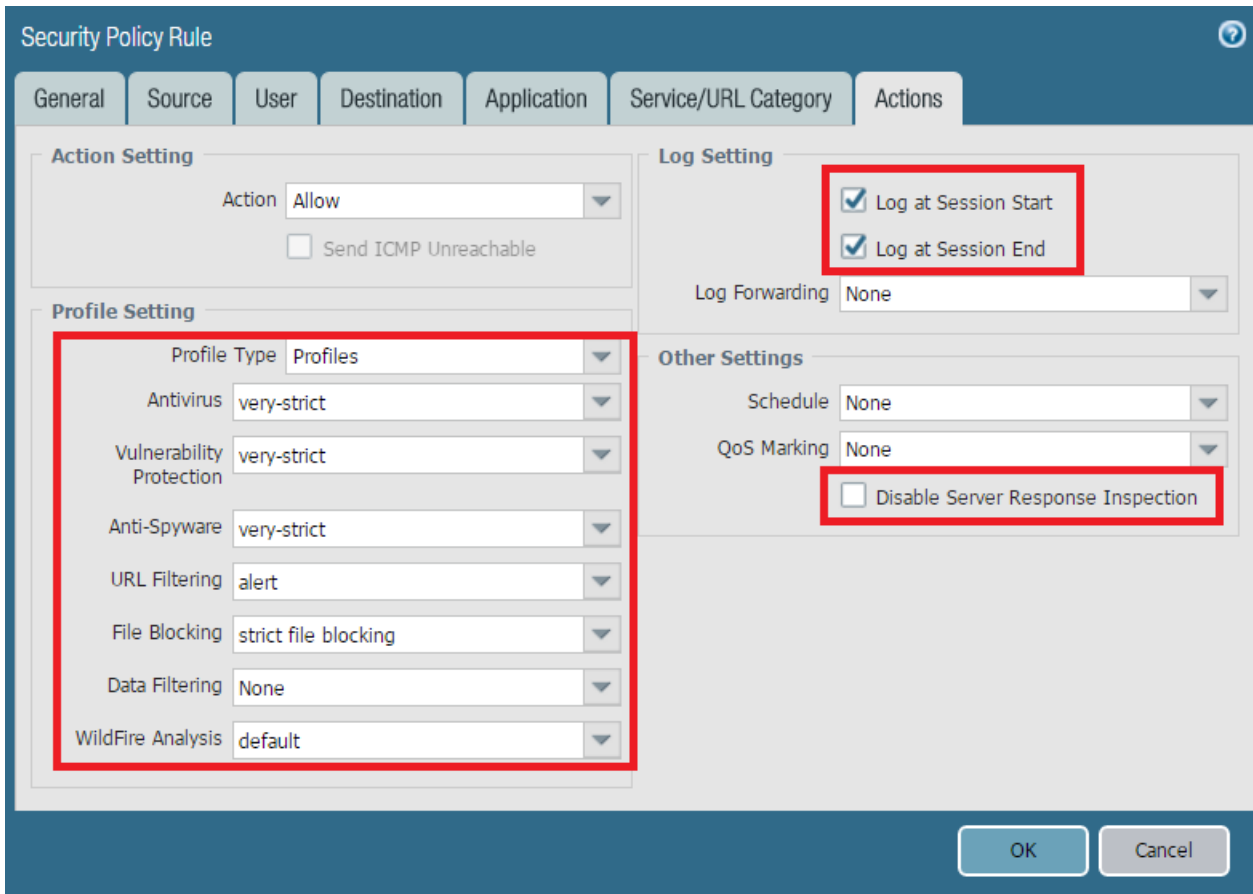 Security Policy Rule
General Source User Destination Application Service/URL Category Actions
Action Setting
Action Allow
Send ICMP Unreachable
Profile Setting
Profile Type Profiles
Antivirus very-strict
Vulnerability
Protection very-strict
Anti-Spyware very-strict
URL Filtering alert
File Blocking strict file blocking
Data Filtering None
WildFire Analysis default
Log Setting
Log at Session Start
Log at Session End
Log Forwarding None
Other Settings
Schedule None
QoS Marking None
Disable Server Response Inspection
OK Cancel